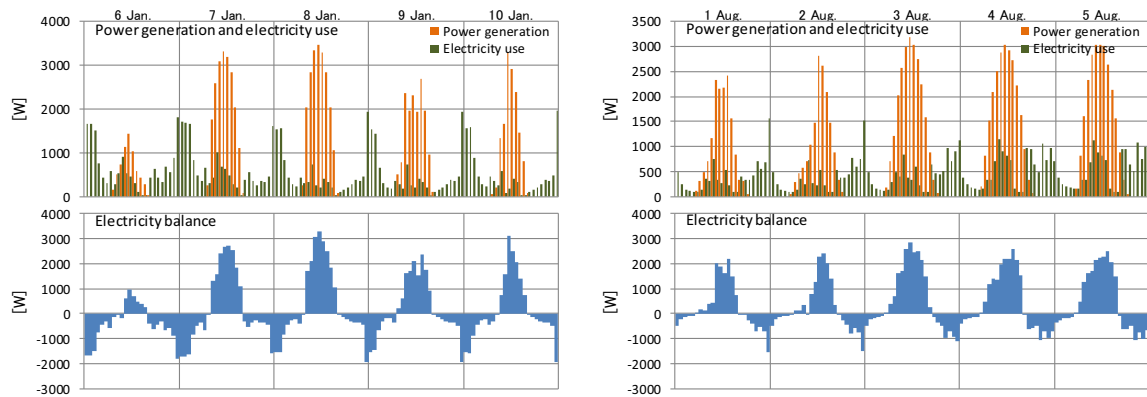 6 Jan. 7 Jan. 8 Jan. 9 Jan. 10 Jan.
Power generation and electricity use
Power generation
Electricity use
4000
3000
2000
1000
0
[W]
Electricity balance
4000
3000
2000
1000
0
-1000
-2000
-3000
[W]
1 Aug. 2 Aug. 3 Aug. 4 Aug. 5 Aug.
Power generation and electricity use
Power generation
Electricity use
3500
3000
2500
2000
1500
1000
500
0
[W]
Electricity balance
4000
3000
2000
1000
0
-1000
-2000
-3000
[W]